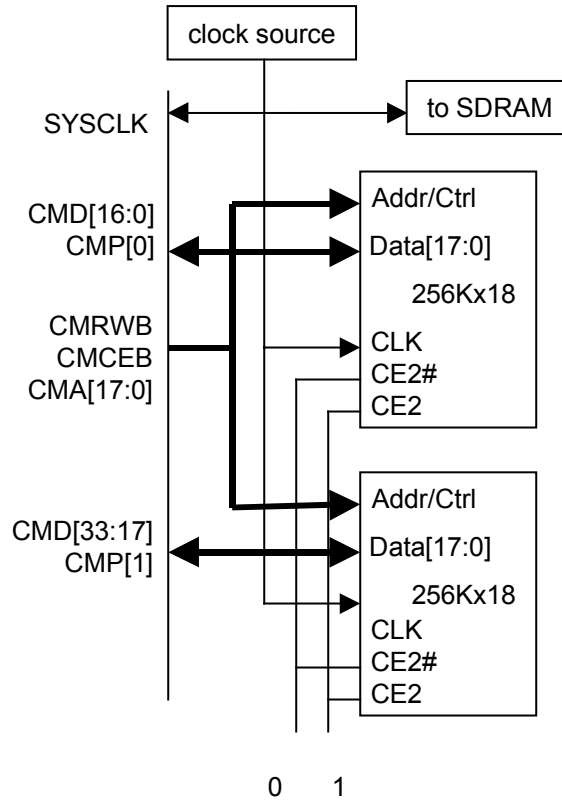 clock source
SYSCLK
to SDRAM
CMD[16:0]
CMP[0]
Addr/Ctrl
Data[17:0]
256Kx18
CMRWB
CMCEB
CMA[17:0]
CLK
CE2#
CE2
CMD[33:17]
CMP[1]
Addr/Ctrl
Data[17:0]
256Kx18
CLK
CE2#
CE2
0 1